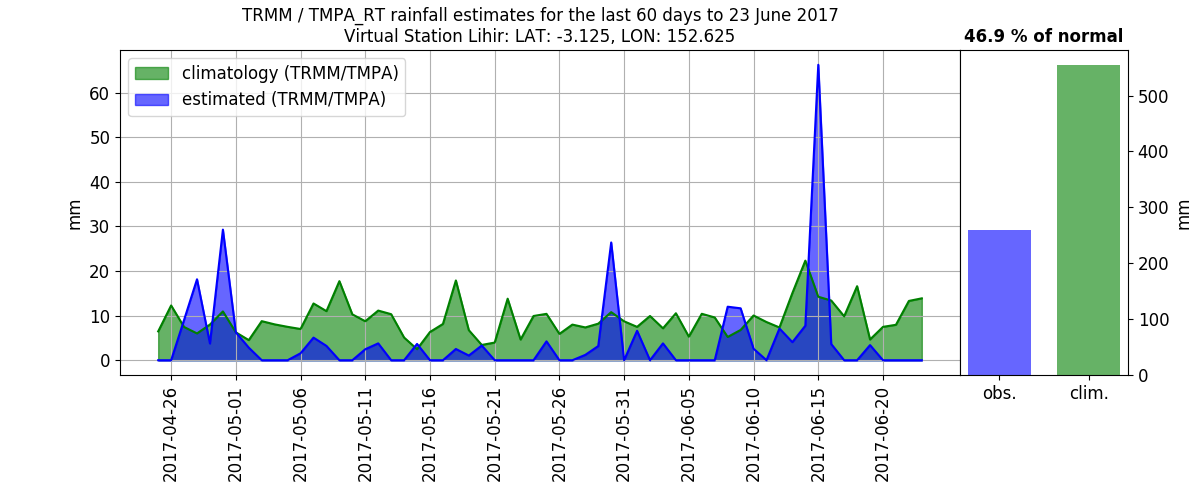 TRMM / TMPA_RT rainfall estimates for the last 60 days to 23 June 2017
Virtual Station Lihir: LAT: -3.125, LON: 152.625
46.9 % of normal
climatology (TRMM/TMPA)
estimated (TRMM/TMPA)
mm
60
50
40
30
20
10
0
2017-04-26
2017-05-01
2017-05-06
2017-05-11
2017-05-16
2017-05-21
2017-05-26
2017-05-31
2017-06-05
2017-06-10
2017-06-15
2017-06-20
obs.
clim.
500
400
300
200
100
0
mm